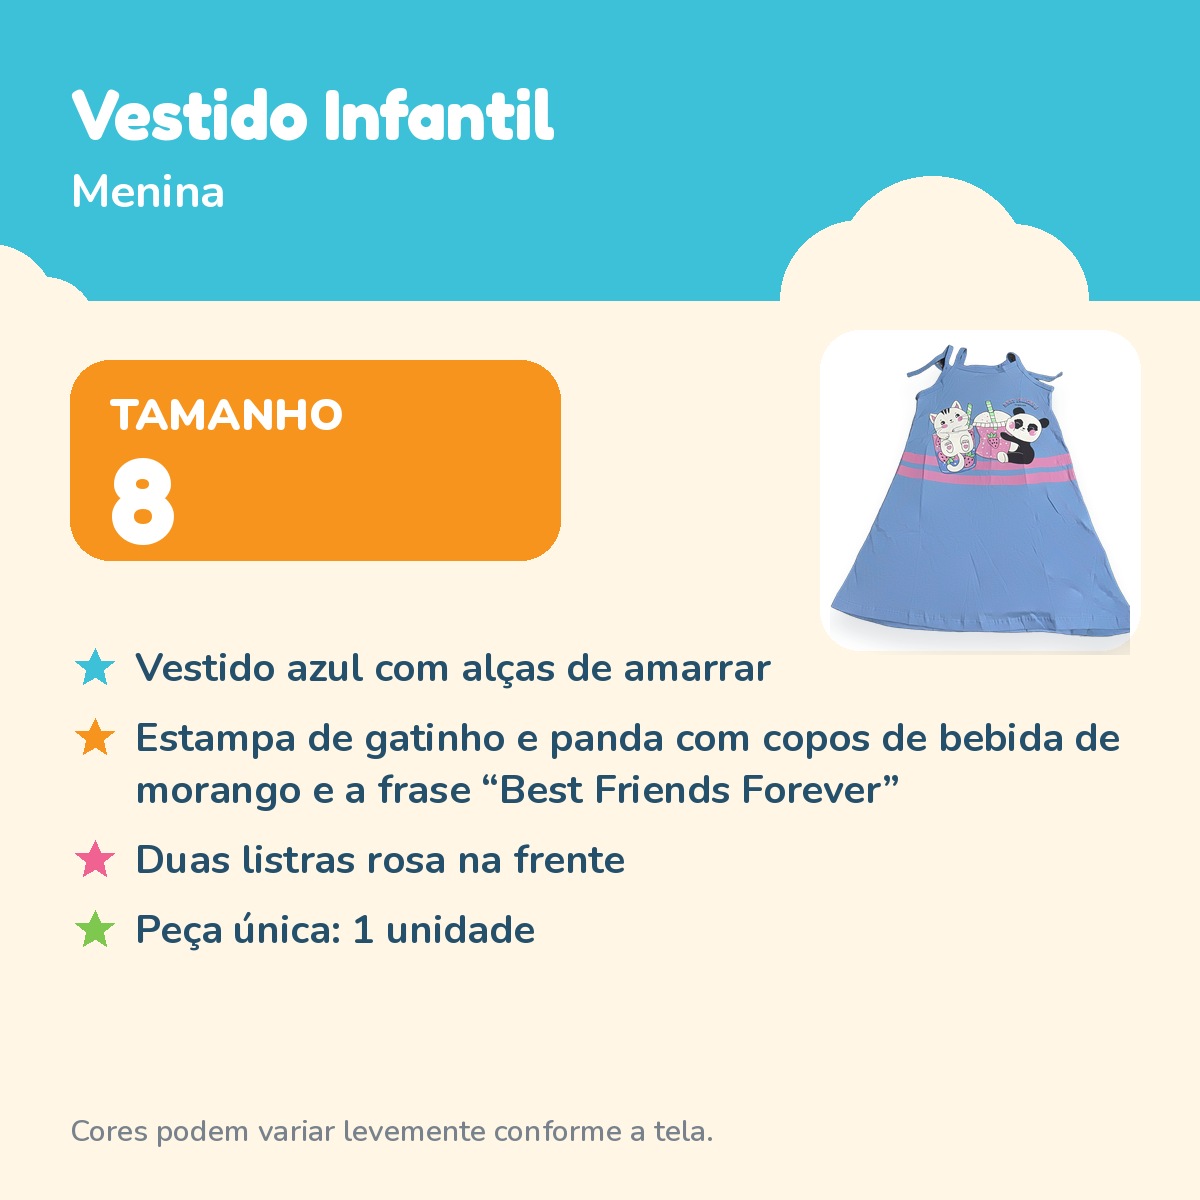 Vestido Infantil
Menina
TAMANHO
8
Vestido azul com alças de amarrar
Estampa de gatinho e panda com copos de bebida de
morango e a frase “Best Friends Forever”
Duas listras rosa na frente
Peça única: 1 unidade
Cores podem variar levemente conforme a tela.